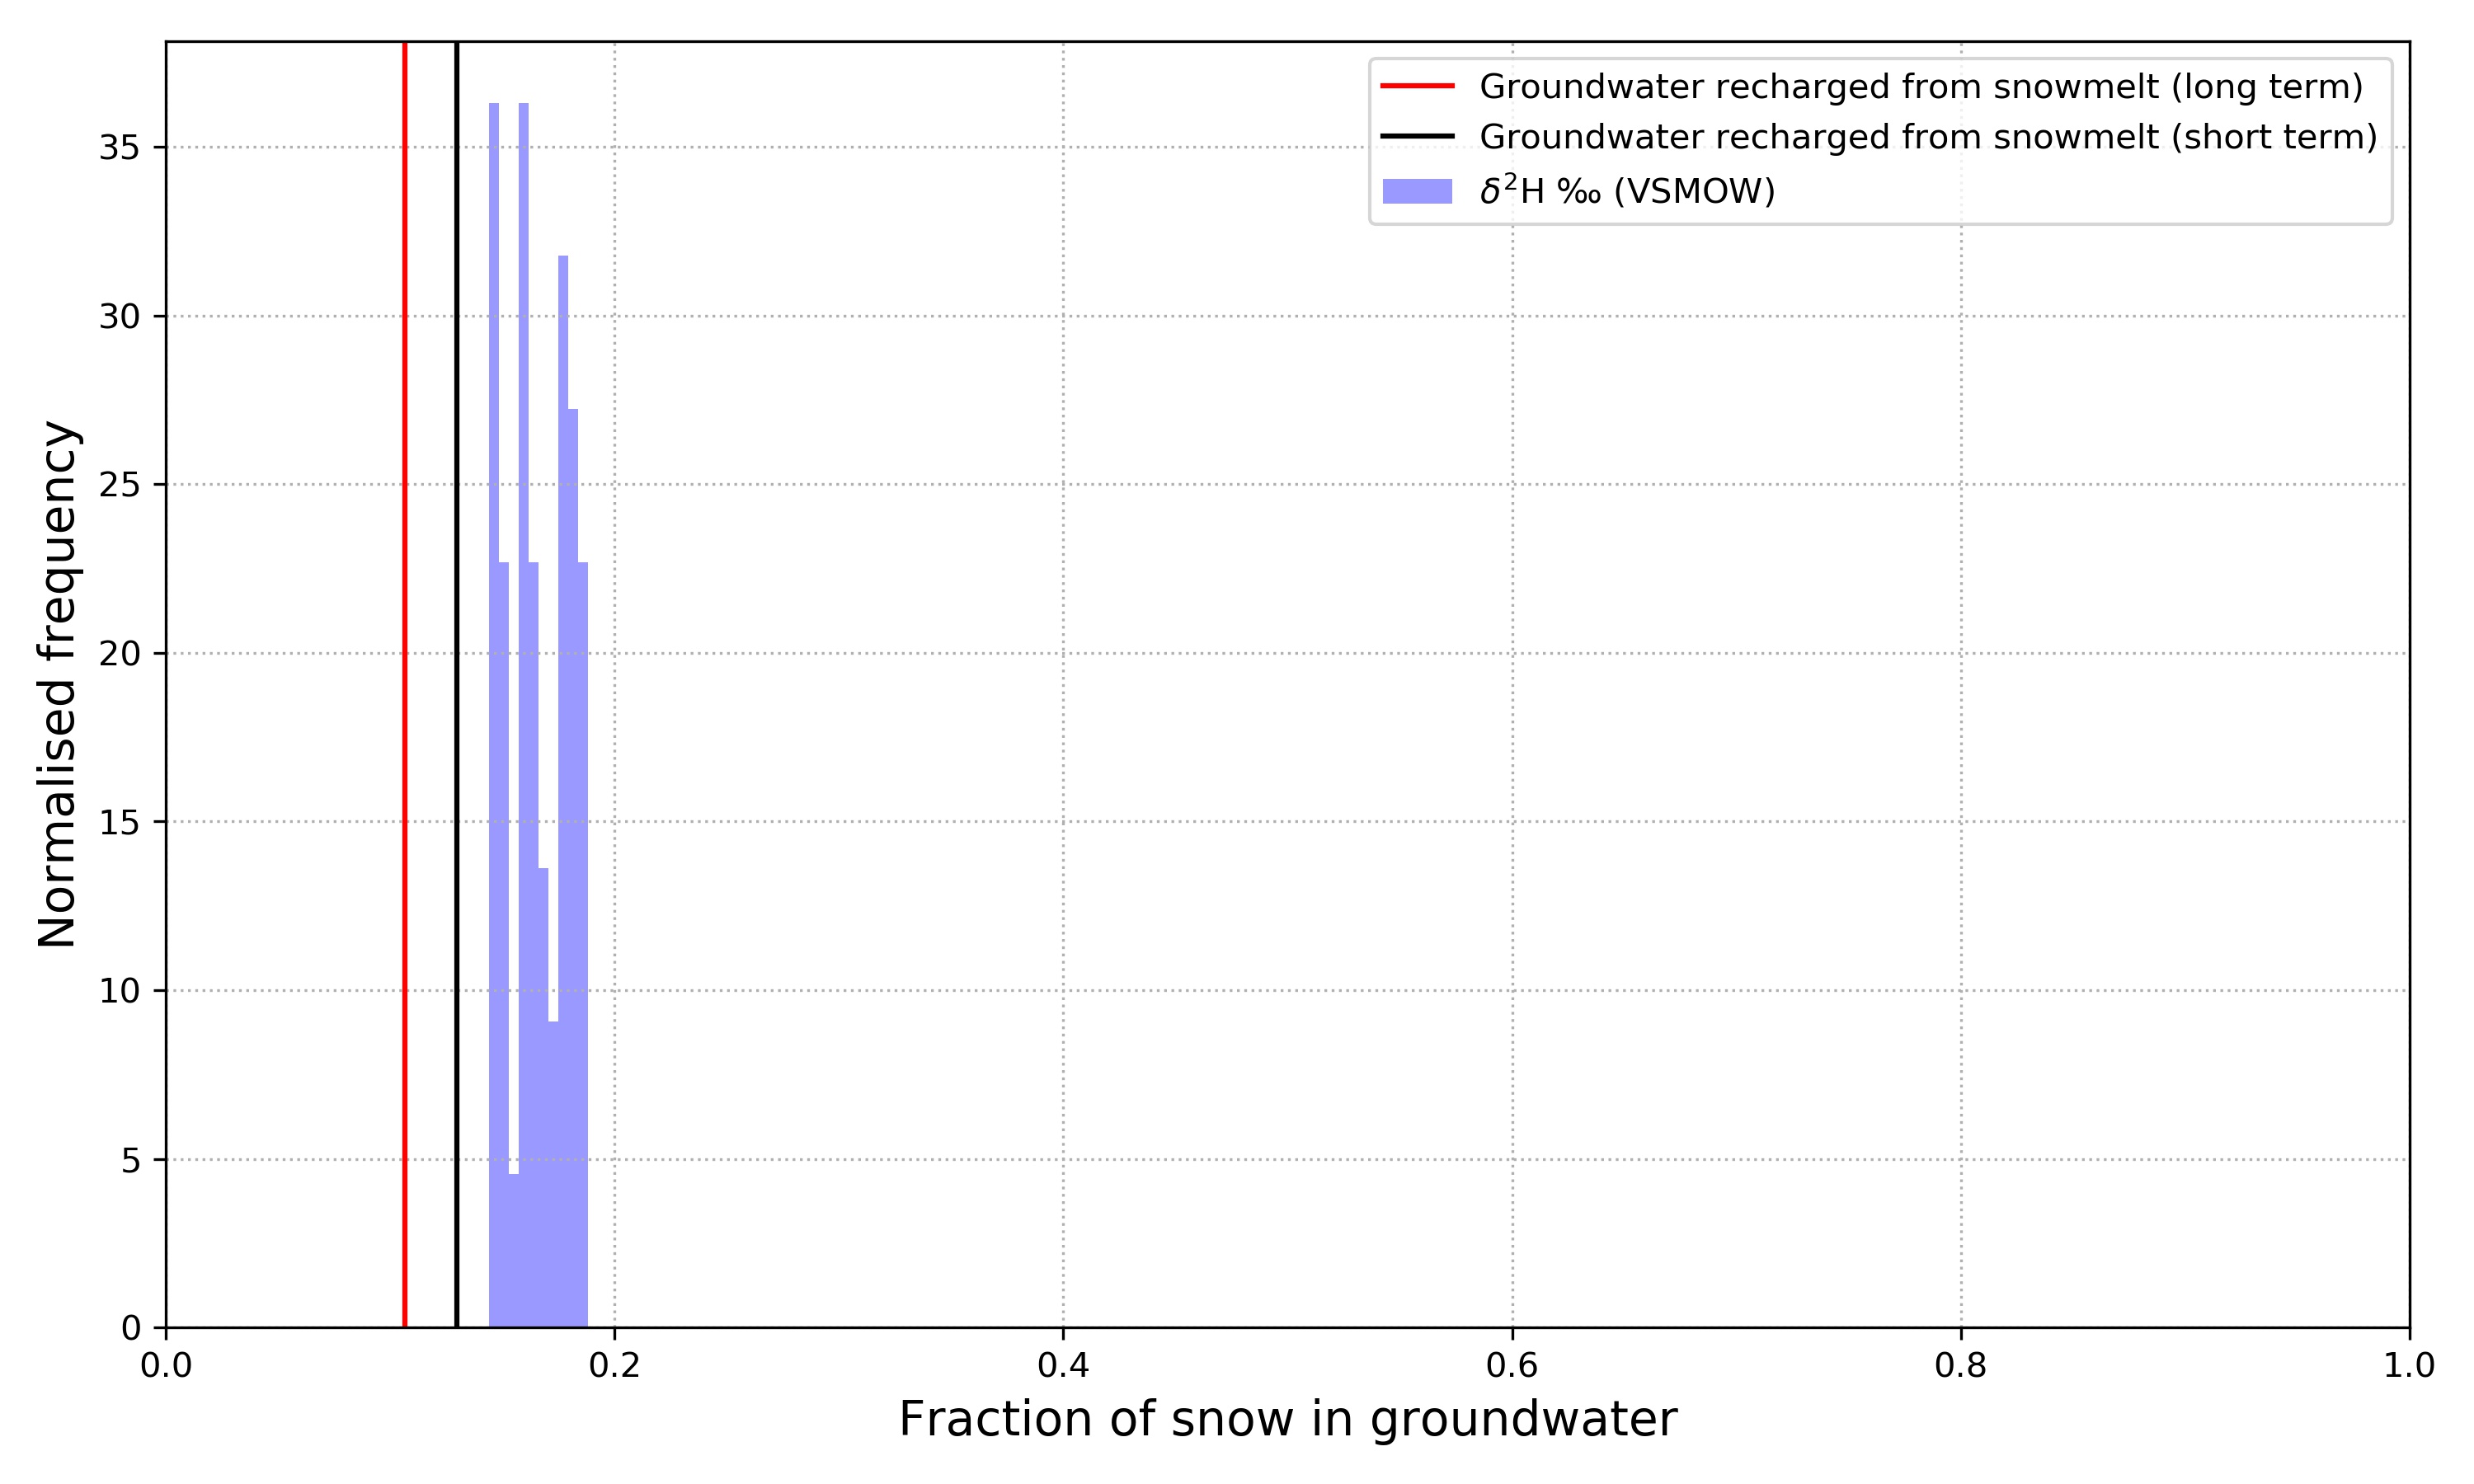 Groundwater recharged from snowmelt (long term)
Groundwater recharged from snowmelt (short term)
δ²H ‰ (VSMOW)
Normalised frequency
35
30
25
20
15
10
5
0
0.0 0.2 0.4 0.6 0.8 1.0
Fraction of snow in groundwater